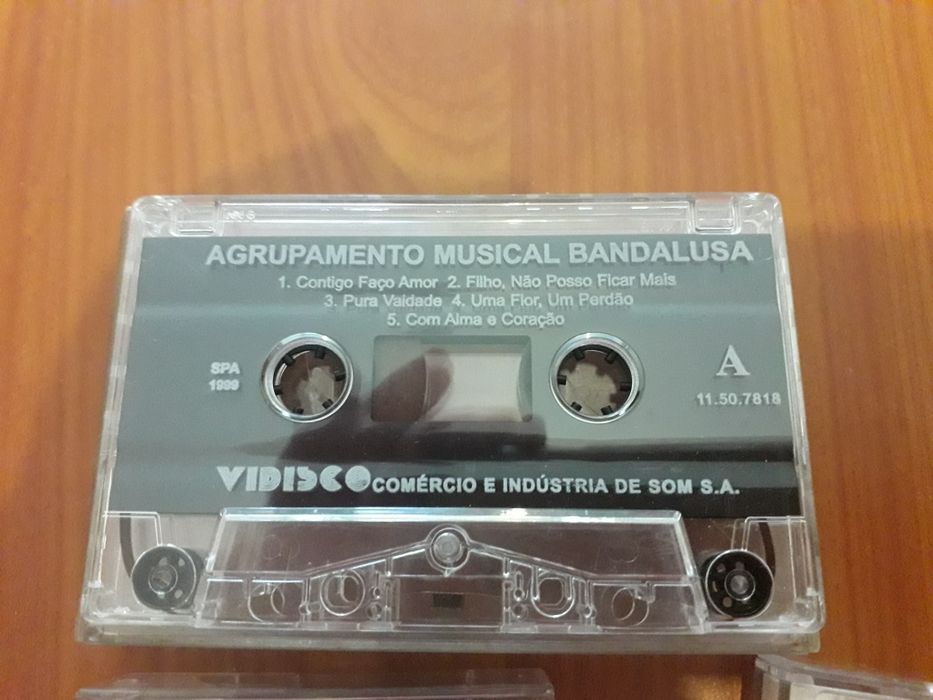 AGRUPAMENTO MUSICAL BANDALUSA
1. Contigo Faço Amor 2. Filho, Não Posso Ficar Mais
3. Pura Vaidade 4. Uma Flor, Um Perdão
5. Com Alma e Coração
SPA
1999
A
11.50.7818
VIDISCO COMÉRCIO E INDÚSTRIA DE SOM S.A.